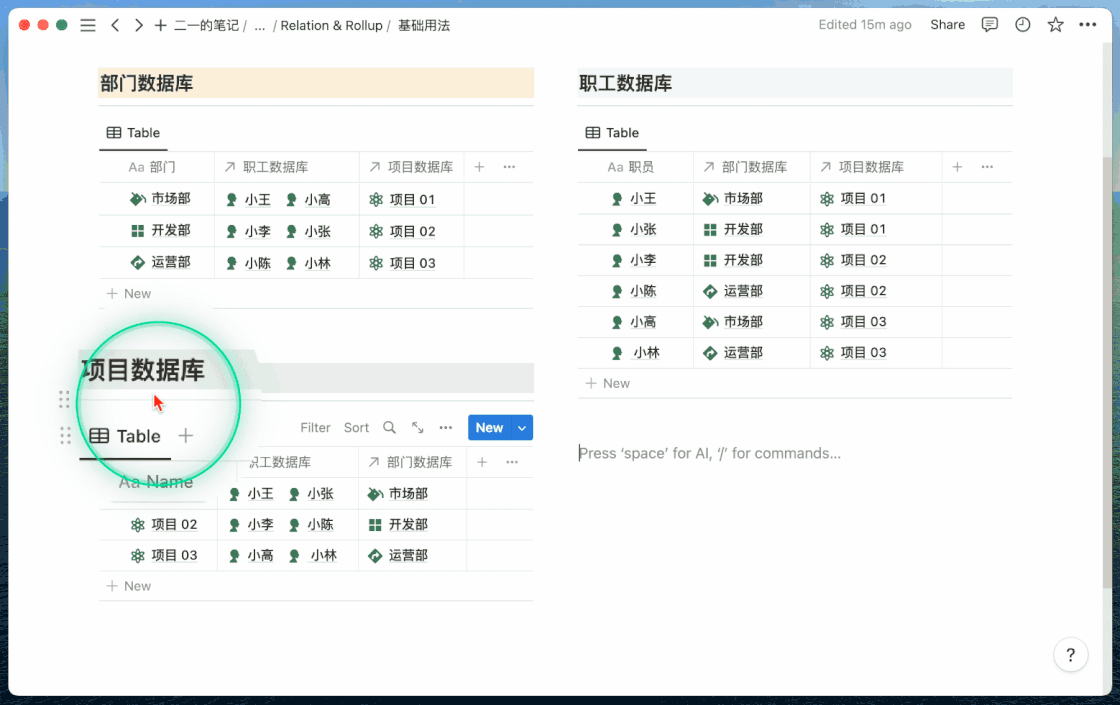 二一的笔记 / ... / Relation & Rollup / 基础用法
Edited 15m ago Share
部门数据库
Table
Aa 部门 职工数据库 项目数据库
市场部 小王 小高 项目 01
开发部 小李 小张 项目 02
运营部 小陈 小林 项目 03
New
职工数据库
Table
Aa 职员 部门数据库 项目数据库
小王 市场部 项目 01
小张 开发部 项目 01
小李 开发部 项目 02
小陈 运营部 项目 02
小高 市场部 项目 03
小林 运营部 项目 03
New
项目数据库
Table
Filter Sort New
Aa Name 职工数据库 部门数据库
小王 小张 市场部
项目 02 小李 小陈 开发部
项目 03 小高 小林 运营部
New
Press ‘space’ for AI, ‘/’ for commands...
?